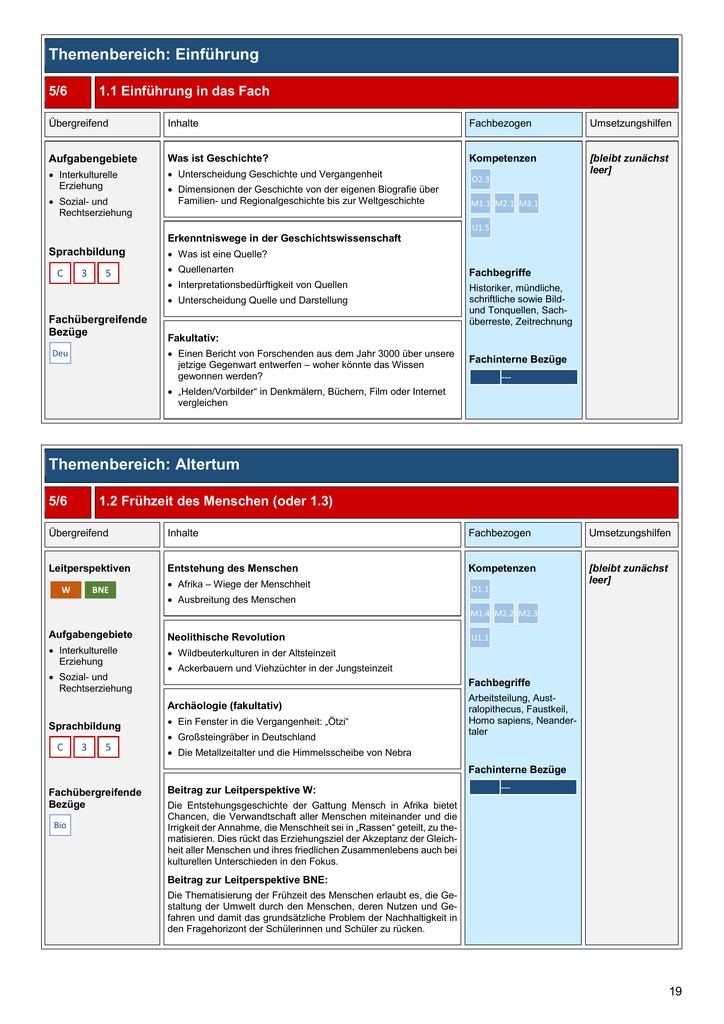 Themenbereich: Einführung
5/6 1.1 Einführung in das Fach
Übergreifend Inhalte Fachbezogen Umsetzungshilfen
Aufgabengebiete
• Interkulturelle
Erziehung
• Sozial- und
Rechtserziehung
Sprachbildung
C 3 5
Fachübergreifende
Bezüge
Deu
Was ist Geschichte?
• Unterscheidung Geschichte und Vergangenheit
• Dimensionen der Geschichte von der eigenen Biografie über
Familien- und Regionalgeschichte bis zur Weltgeschichte
Erkenntniswege in der Geschichtswissenschaft
• Was ist eine Quelle?
• Quellenarten
• Interpretationsbedürftigkeit von Quellen
• Unterscheidung Quelle und Darstellung
Fakultativ:
• Einen Bericht von Forschenden aus dem Jahr 3000 über unsere
jetzige Gegenwart entwerfen – woher könnte das Wissen
gewonnen werden?
• „Helden/Vorbilder“ in Denkmälern, Büchern, Film oder Internet
vergleichen
Kompetenzen
O2.3
M1.1 M2.1 M3.1
U1.5
Fachbegriffe
Historiker, mündliche,
schriftliche sowie Bild-
und Tonquellen, Sach-
überreste, Zeitrechnung
Fachinterne Bezüge
---
[bleibt zunächst
leer]
Themenbereich: Altertum
5/6 1.2 Frühzeit des Menschen (oder 1.3)
Übergreifend Inhalte Fachbezogen Umsetzungshilfen
Leitperspektiven
W BNE
Aufgabengebiete
• Interkulturelle
Erziehung
• Sozial- und
Rechtserziehung
Sprachbildung
C 3 5
Fachübergreifende
Bezüge
Bio
Entstehung des Menschen
• Afrika – Wiege der Menschheit
• Ausbreitung des Menschen
Neolithische Revolution
• Wildbeuterkulturen in der Altsteinzeit
• Ackerbauern und Viehzüchter in der Jungsteinzeit
Archäologie (fakultativ)
• Ein Fenster in die Vergangenheit: „Ötzi“
• Großsteingräber in Deutschland
• Die Metallzeitalter und die Himmelsscheibe von Nebra
Beitrag zur Leitperspektive W:
Die Entstehungsgeschichte der Gattung Mensch in Afrika bietet
Chancen, die Verwandtschaft aller Menschen miteinander und die
Irrigkeit der Annahme, die Menschheit sei in „Rassen“ geteilt, zu the-
matisieren. Dies rückt das Erziehungsziel der Akzeptanz der Gleich-
heit aller Menschen und ihres friedlichen Zusammenlebens auch bei
kulturellen Unterschieden in den Fokus.
Beitrag zur Leitperspektive BNE:
Die Thematisierung der Frühzeit des Menschen erlaubt es, die Ge-
staltung der Umwelt durch den Menschen, deren Nutzen und Ge-
fahren und damit das grundsätzliche Problem der Nachhaltigkeit in
den Fragehorizont der Schülerinnen und Schüler zu rücken.
Kompetenzen
O1.1
M1.4 M2.2 M2.3
U1.1
Fachbegriffe
Arbeitsteilung, Aust-
ralopithecus, Faustkeil,
Homo sapiens, Neander-
taler
Fachinterne Bezüge
---
[bleibt zunächst
leer]
19